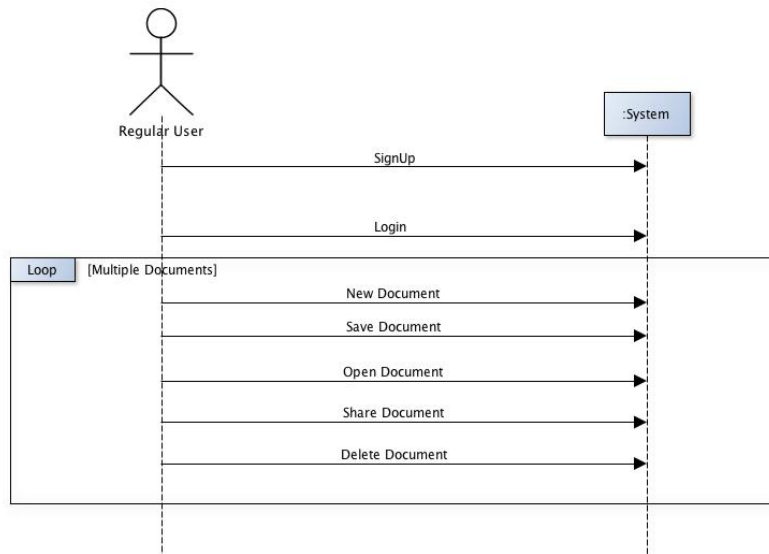 Regular User
:System
SignUp
Login
Loop
[Multiple Documents]
New Document
Save Document
Open Document
Share Document
Delete Document